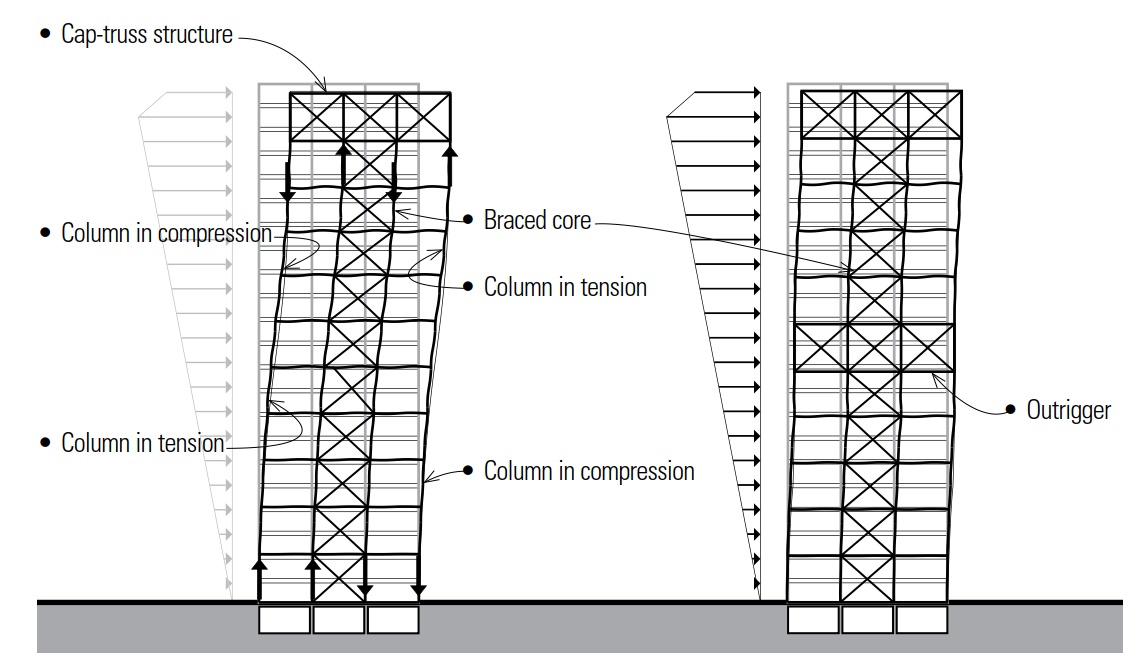 Cap-truss structure
Braced core
Column in compression
Column in tension
Outrigger
Column in tension
Column in compression